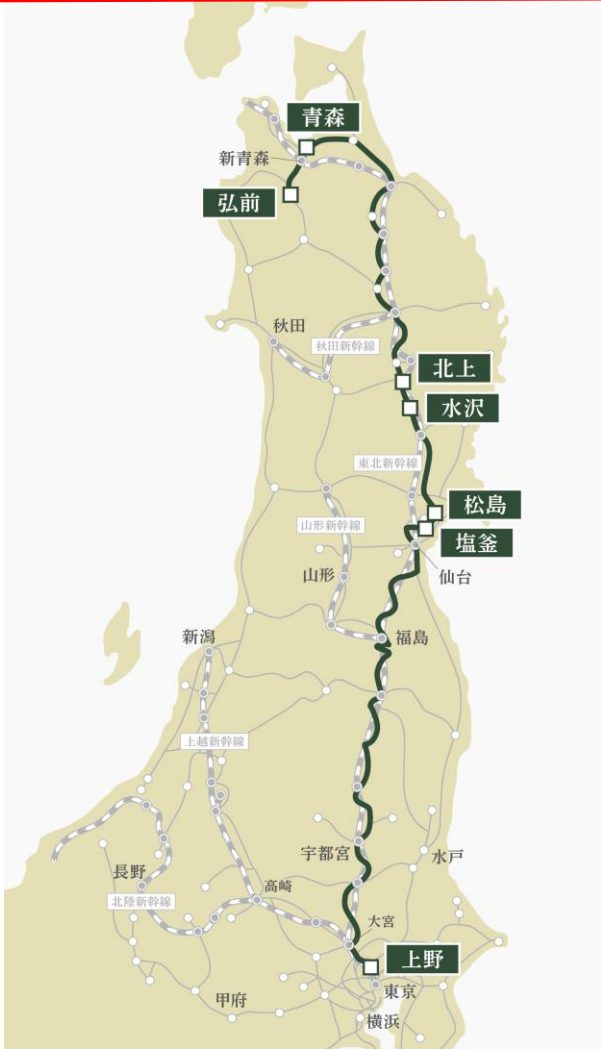 青森
新青森
弘前
秋田
秋田新幹線
北上
水沢
東北新幹線
松島
山形新幹線
塩釜
山形
仙台
新潟
福島
上越新幹線
宇都宮
水戸
長野
高崎
北陸新幹線
大宮
上野
東京
甲府
横浜